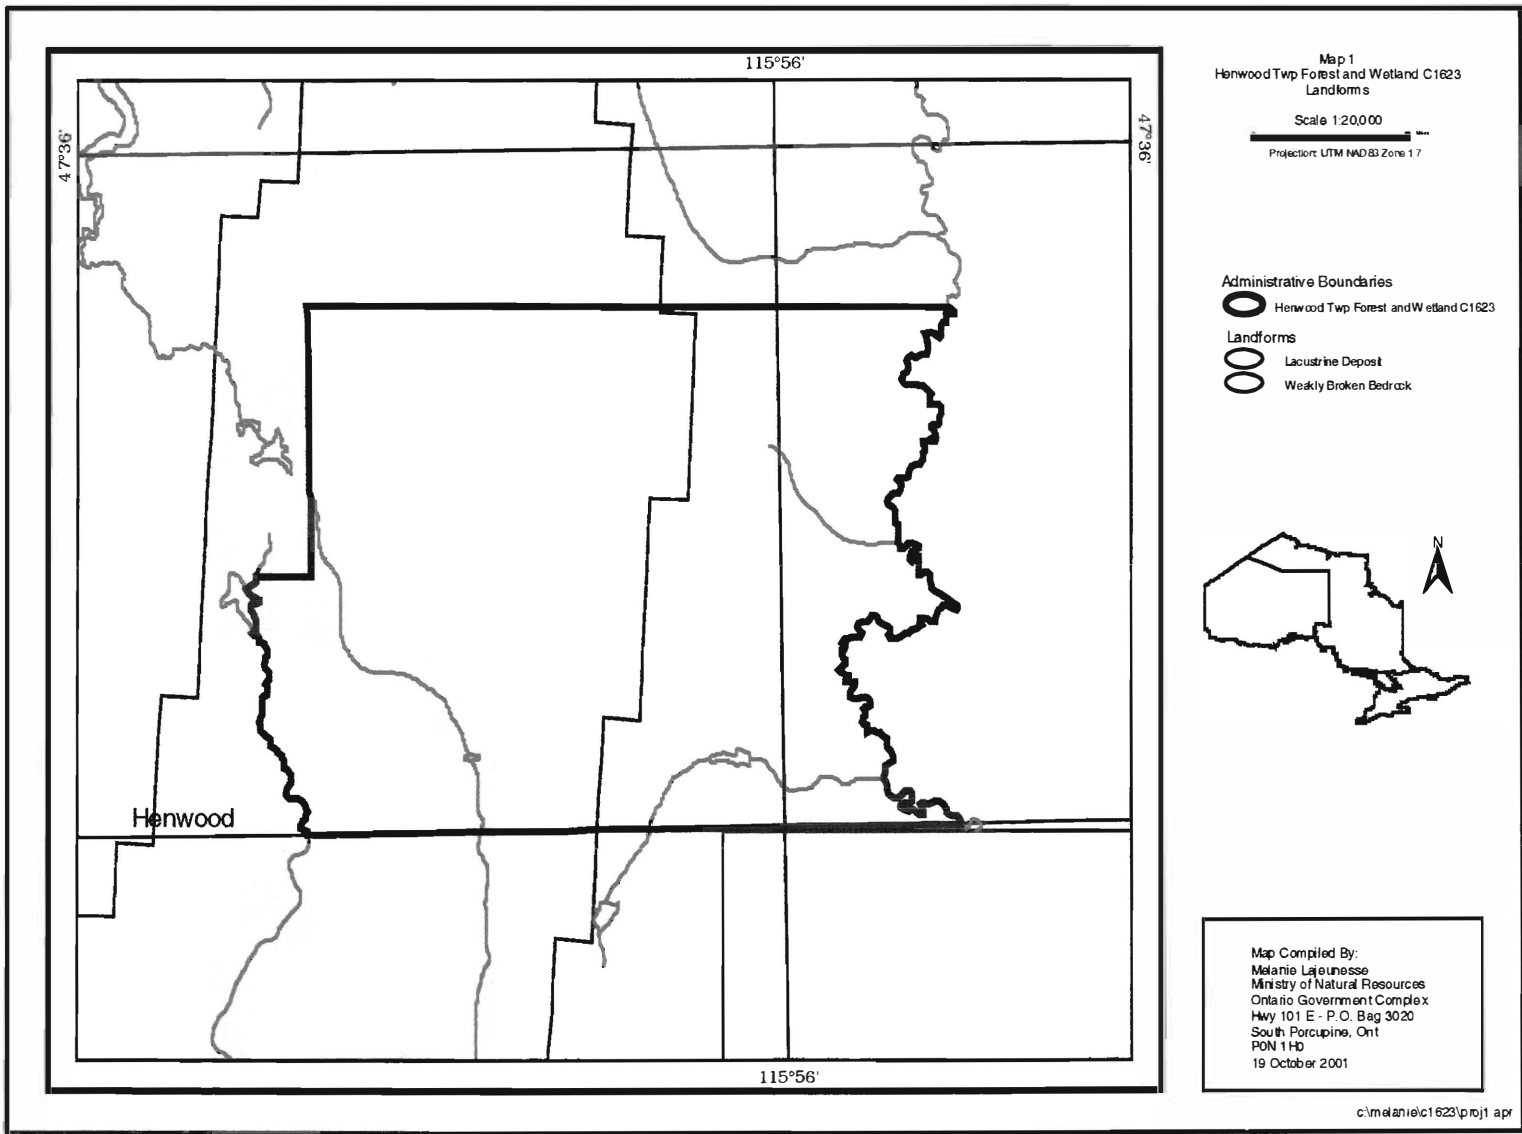 115°56'
47°36'
47°36'
Henwood
115°56'
Map 1
Henwood Twp Forest and Wetland C1623
Landforms
Scale 1:20,000
Projection: UTM NAD83 Zone 17
Administrative Boundaries
Henwood Twp Forest and Wetland C1623
Landforms
Lacustrine Deposit
Weakly Broken Bedrock
N
Map Compiled By:
Melanie Lajeunesse
Ministry of Natural Resources
Ontario Government Complex
Hwy 101 E - P.O. Bag 3020
South Porcupine, Ont
P0N 1H0
19 October 2001
c:\melanie\c1623\proj1 apr